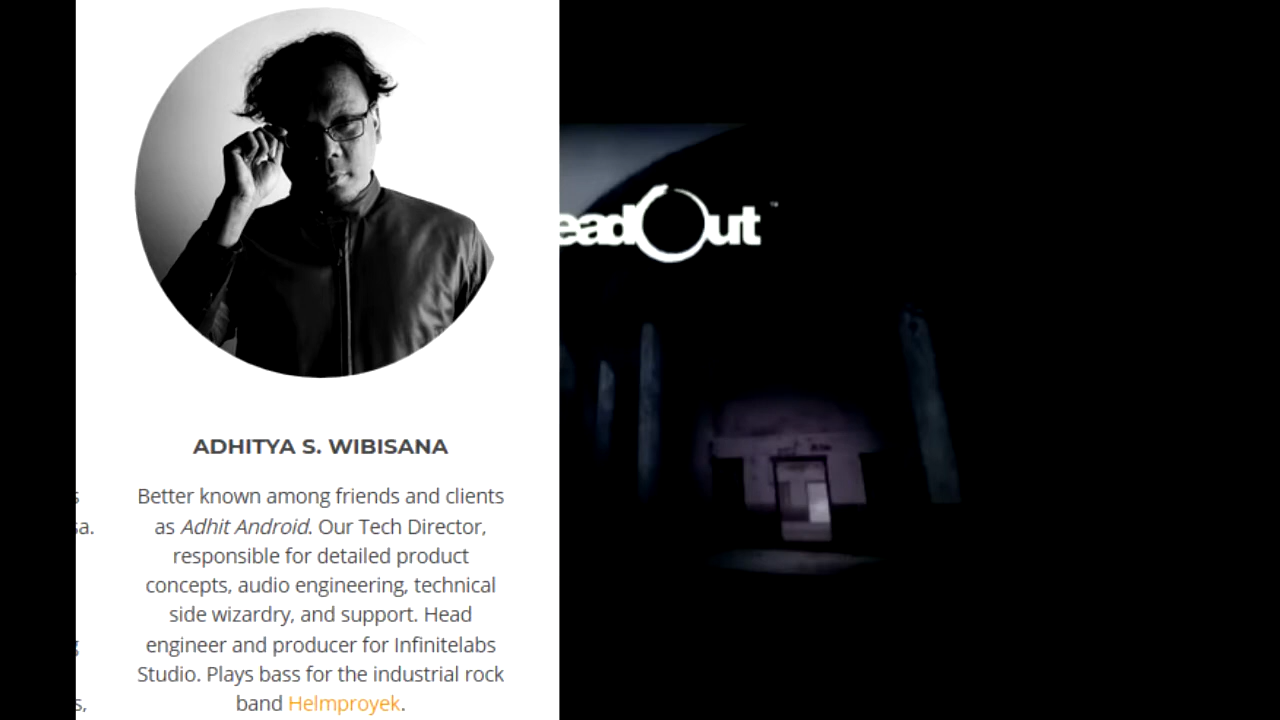 eadOut
™
ADHITYA S. WIBISANA
Better known among friends and clients
as Adhit Android. Our Tech Director,
responsible for detailed product
concepts, audio engineering, technical
side wizardry, and support. Head
engineer and producer for Infinitelabs
Studio. Plays bass for the industrial rock
band Helmproyek.